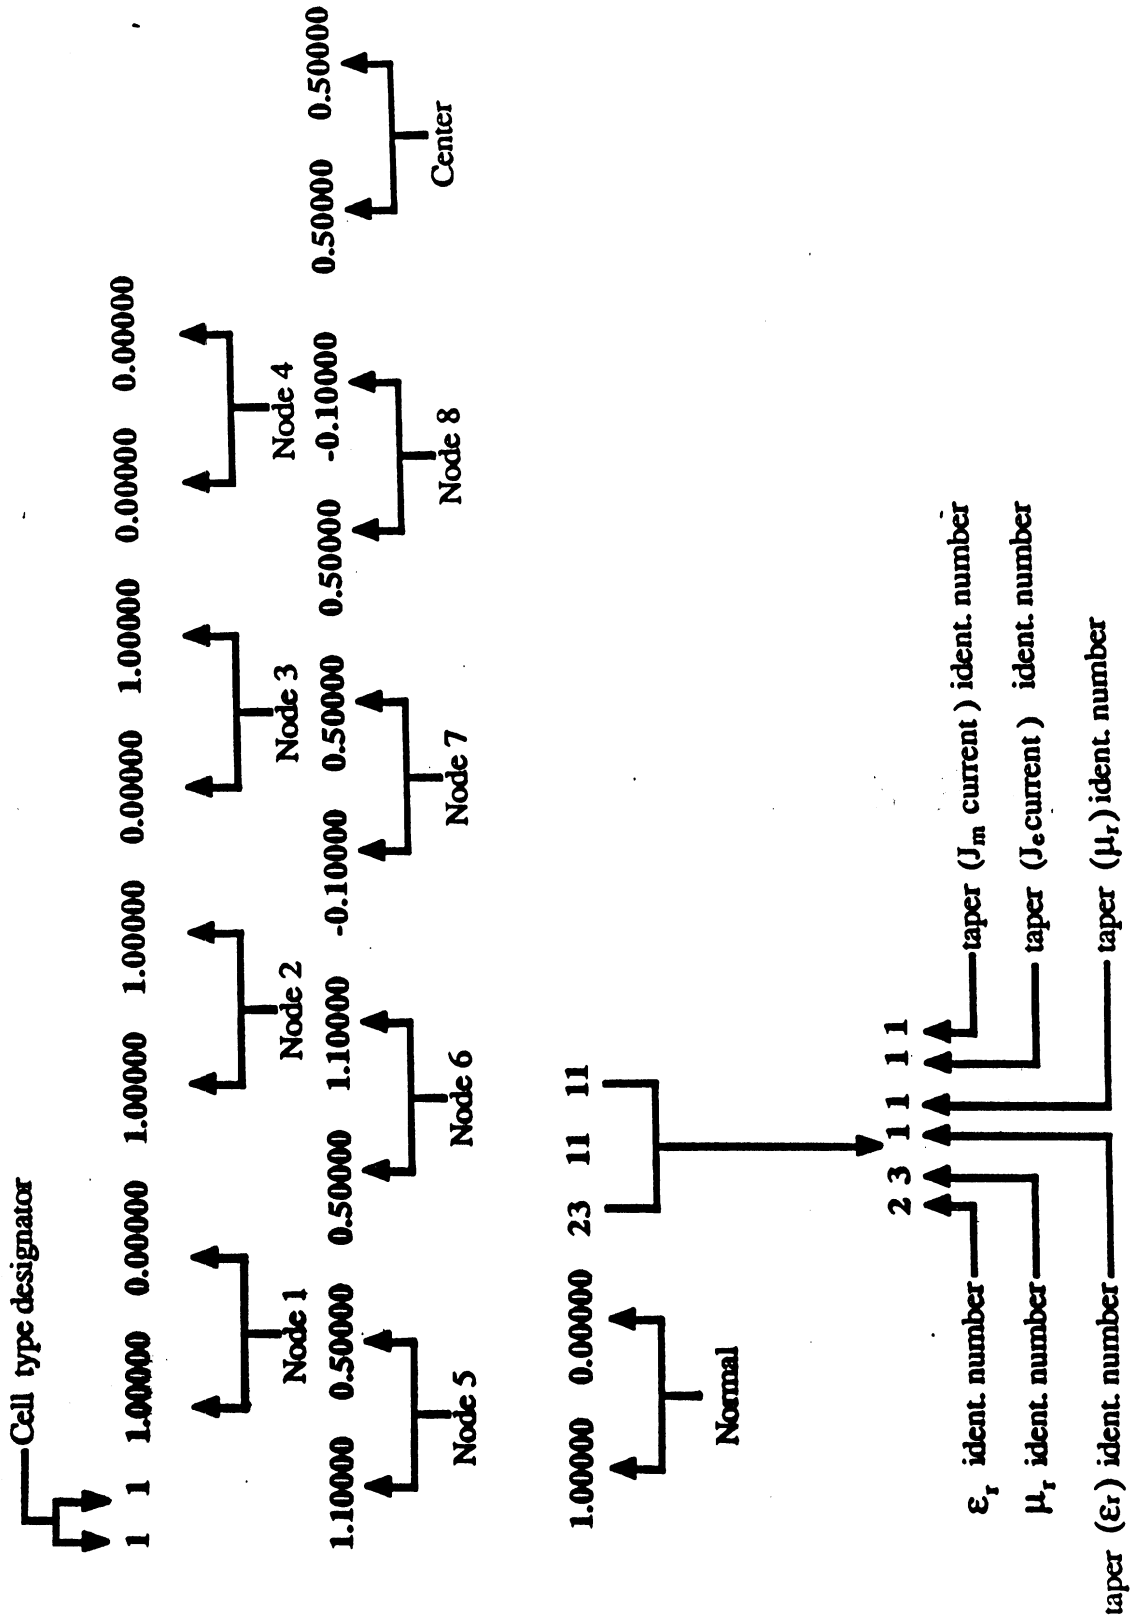 Cell type designator
1 1 1.00000 0.00000 1.00000 1.00000 0.00000 1.00000 0.00000 0.00000
Node 1 Node 2 Node 3 Node 4
1.10000 0.50000 0.50000 1.10000 -0.10000 0.50000 0.50000 -0.10000 0.50000 0.50000
Node 5 Node 6 Node 7 Node 8 Center
1.00000 0.00000 23 11 11
Normal
2 3 1 1 1 1
εr ident. number
taper (Jm current) ident. number
μr ident. number
taper (Je current) ident. number
taper (εr) ident. number
taper (μr) ident. number